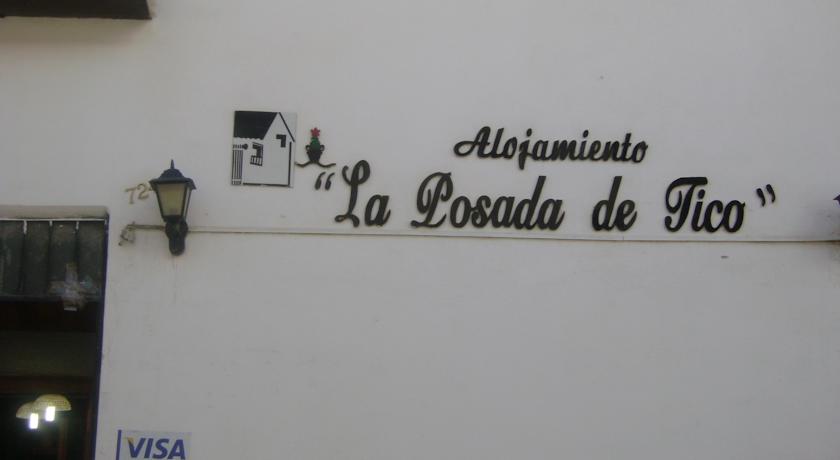 Alojamiento
"La Posada de Tico"
72
VISA